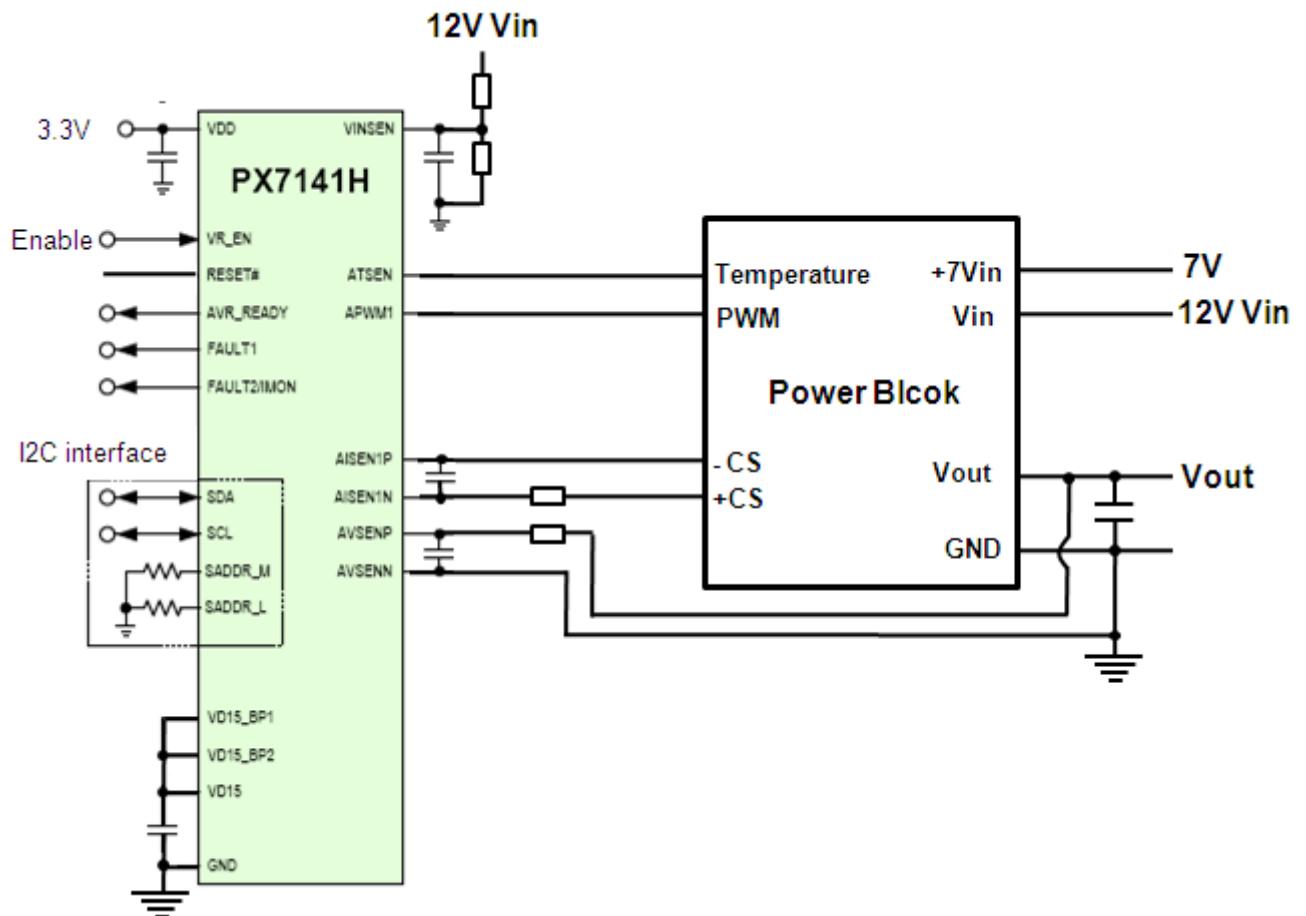 12V Vin
3.3V
VDD
VINSEN
PX7141H
Enable
VR_EN
RESET#
ATSEN
AVR_READY
APWM1
FAULT1
FAULT2/IMON
Temperature
+7Vin
7V
PWM
Vin
12V Vin
Power Blcok
I2C interface
AISEN1P
- CS
Vout
Vout
SDA
AISEN1N
+CS
SCL
AVSENP
GND
SADDR_M
AVSENN
SADDR_L
VD15_BP1
VD15_BP2
VD15
GND